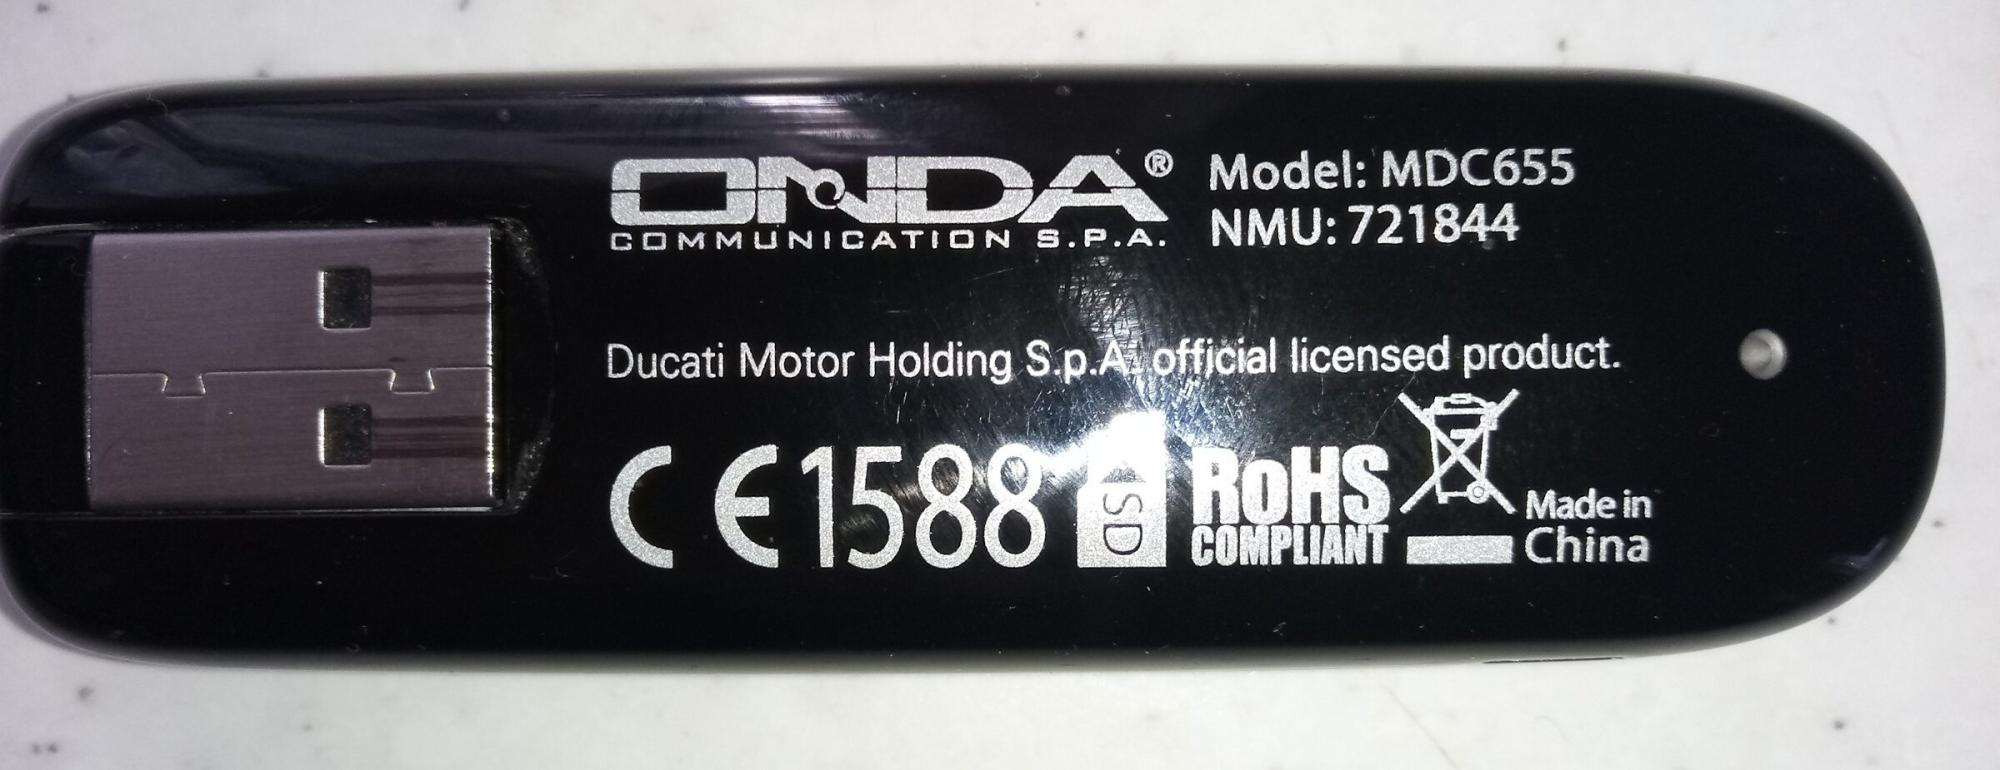 ONDA®
COMMUNICATION S.P.A.
Model: MDC655
NMU: 721844
Ducati Motor Holding S.p.A. official licensed product.
CE1588
SD
RoHS
COMPLIANT
Made in
China